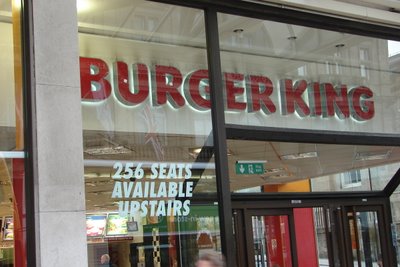 BURGER KING
256 SEATS
AVAILABLE
UPSTAIRS